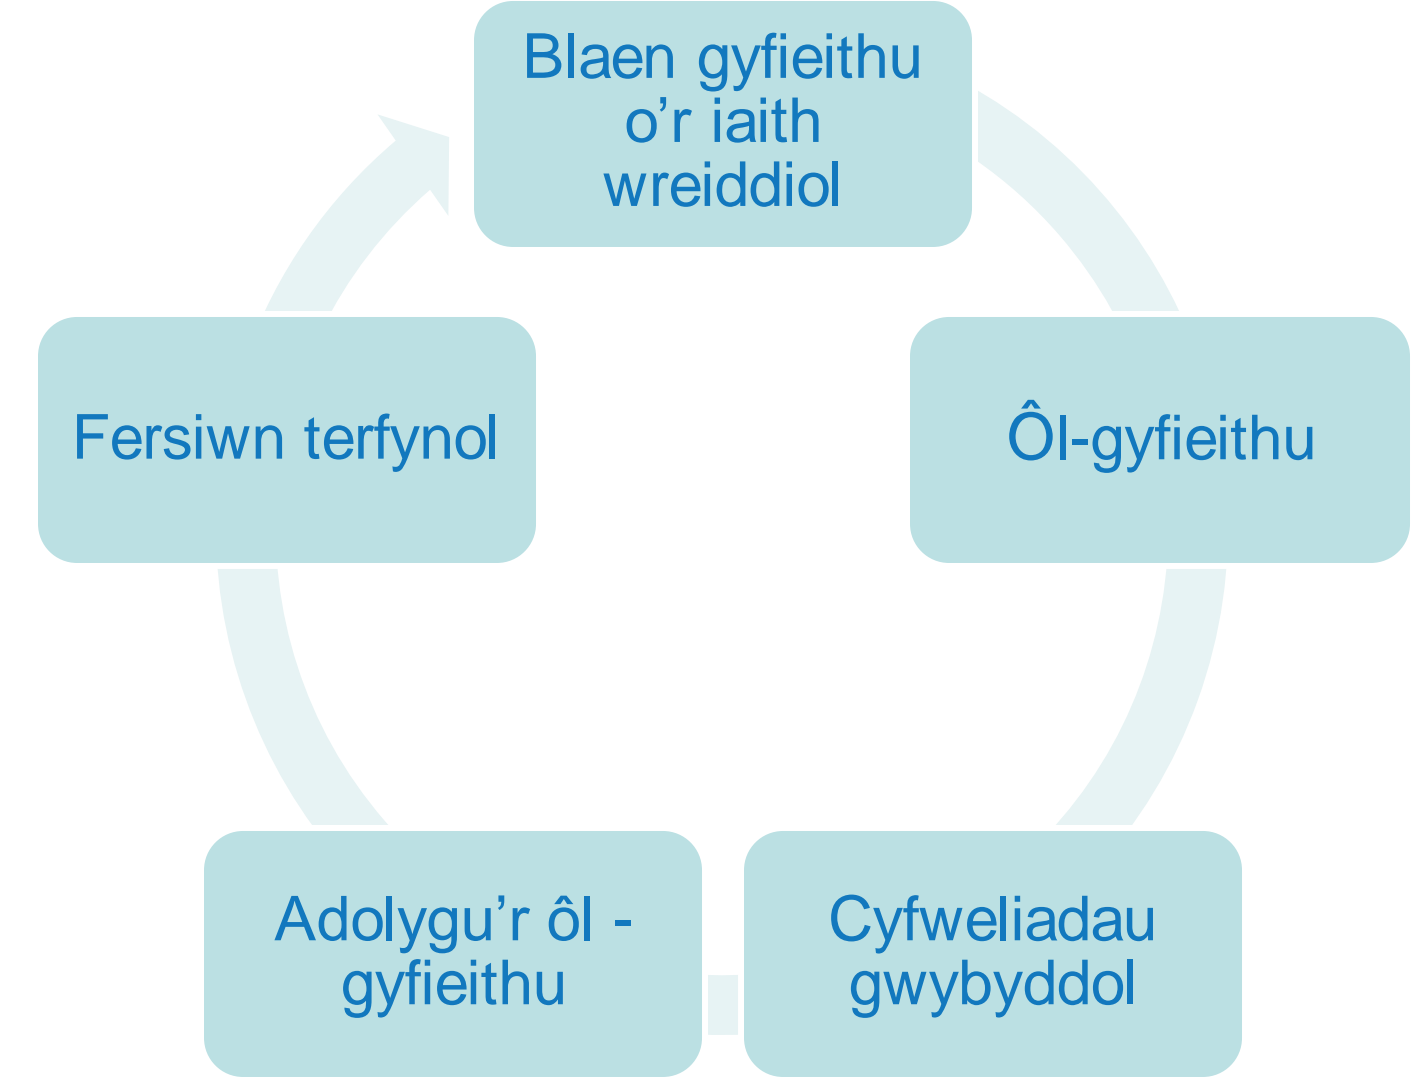 Blaen gyfieithu
o’r iaith
wreiddiol
Ôl-gyfieithu
Cyfweliadau
gwybyddol
Adolygu’r ôl -
gyfieithu
Fersiwn terfynol